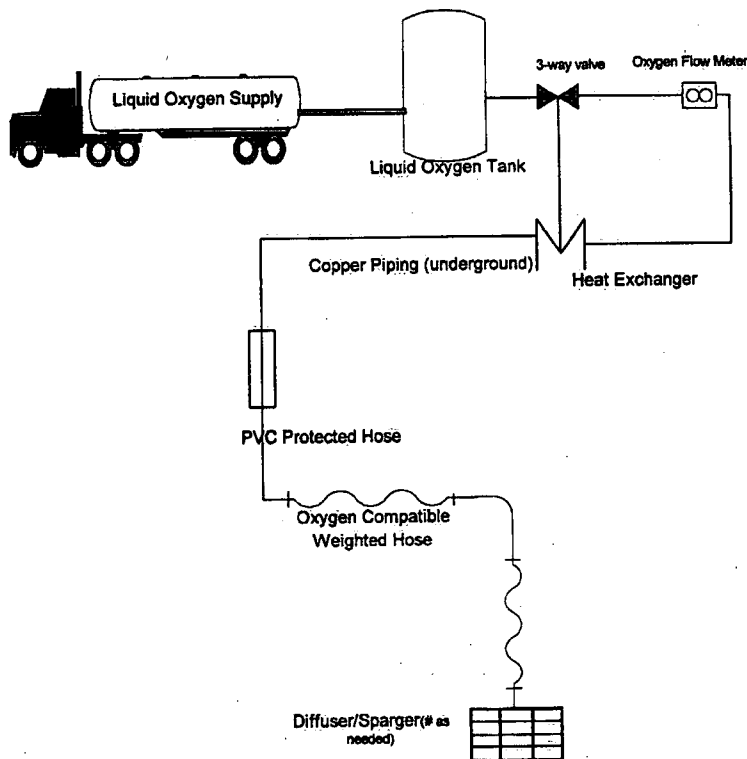 3-way valve
Oxygen Flow Meter
Liquid Oxygen Supply
Liquid Oxygen Tank
Copper Piping (underground)
Heat Exchanger
PVC Protected Hose
Oxygen Compatible
Weighted Hose
Diffuser/Sparger(# as
needed)